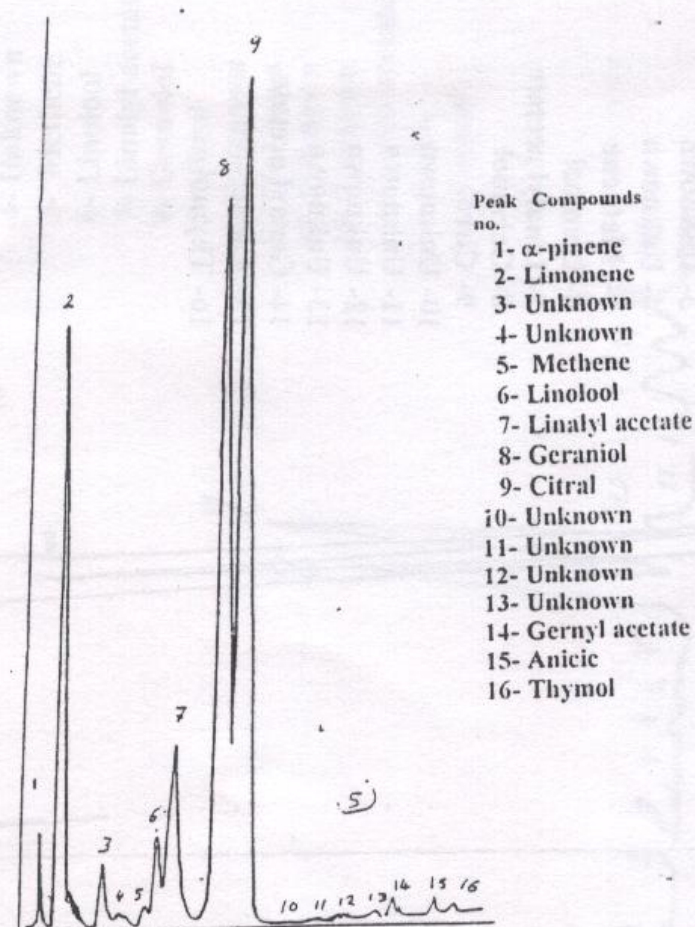 9
8
2
7
1
6
3
4
5
5
10
11
12
13
14
15
16
Peak Compounds
no.
1- α-pinene
2- Limonene
3- Unknown
4- Unknown
5- Methene
6- Linolool
7- Linalyl acetate
8- Geraniol
9- Citral
10- Unknown
11- Unknown
12- Unknown
13- Unknown
14- Gernyl acetate
15- Anicic
16- Thymol